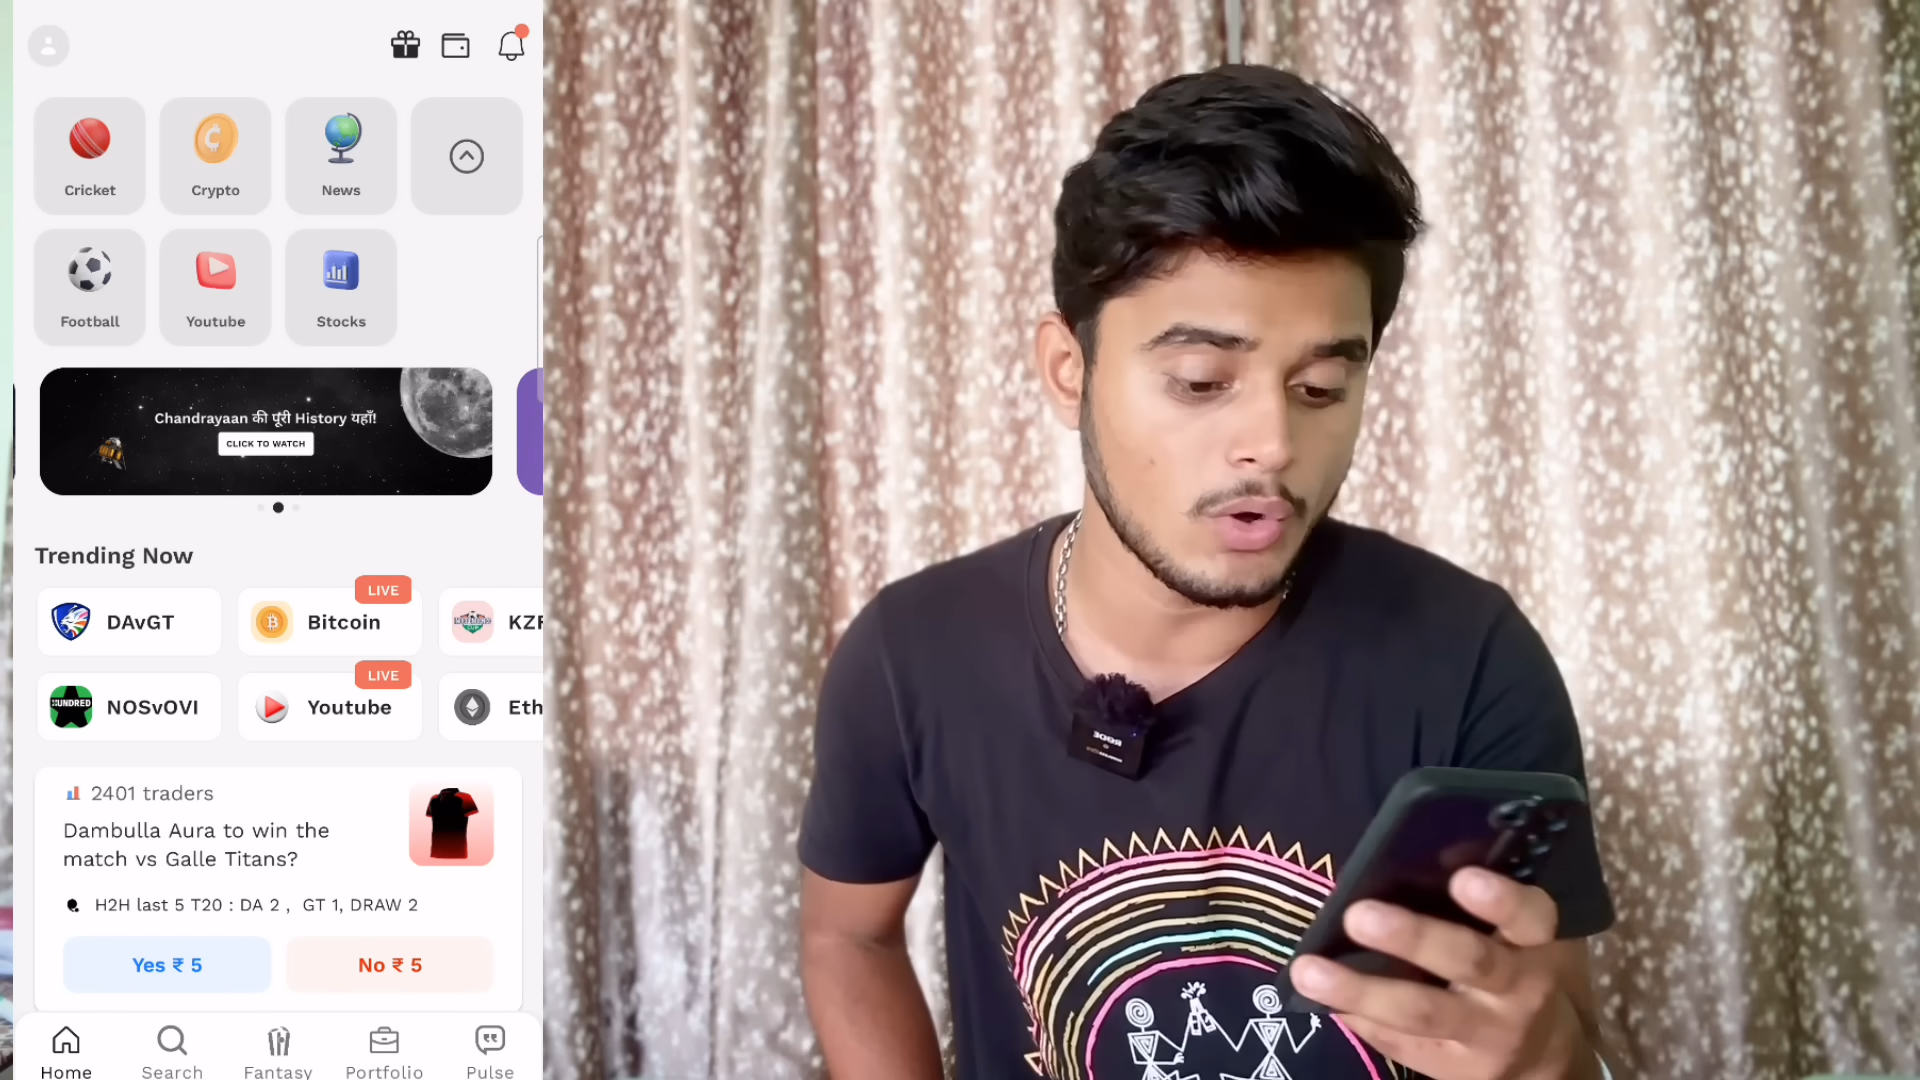 Cricket
Crypto
News
Football
Youtube
Stocks
Chandrayaan की पूरी History यहाँ!
CLICK TO WATCH
Trending Now
DAvGT
LIVE
Bitcoin
KZF
HUNDRED
NOSvOVI
LIVE
Youtube
Eth
2401 traders
Dambulla Aura to win the
match vs Galle Titans?
H2H last 5 T20 : DA 2 , GT 1, DRAW 2
Yes ₹ 5
No ₹ 5
Home
Search
Fantasy
Portfolio
Pulse